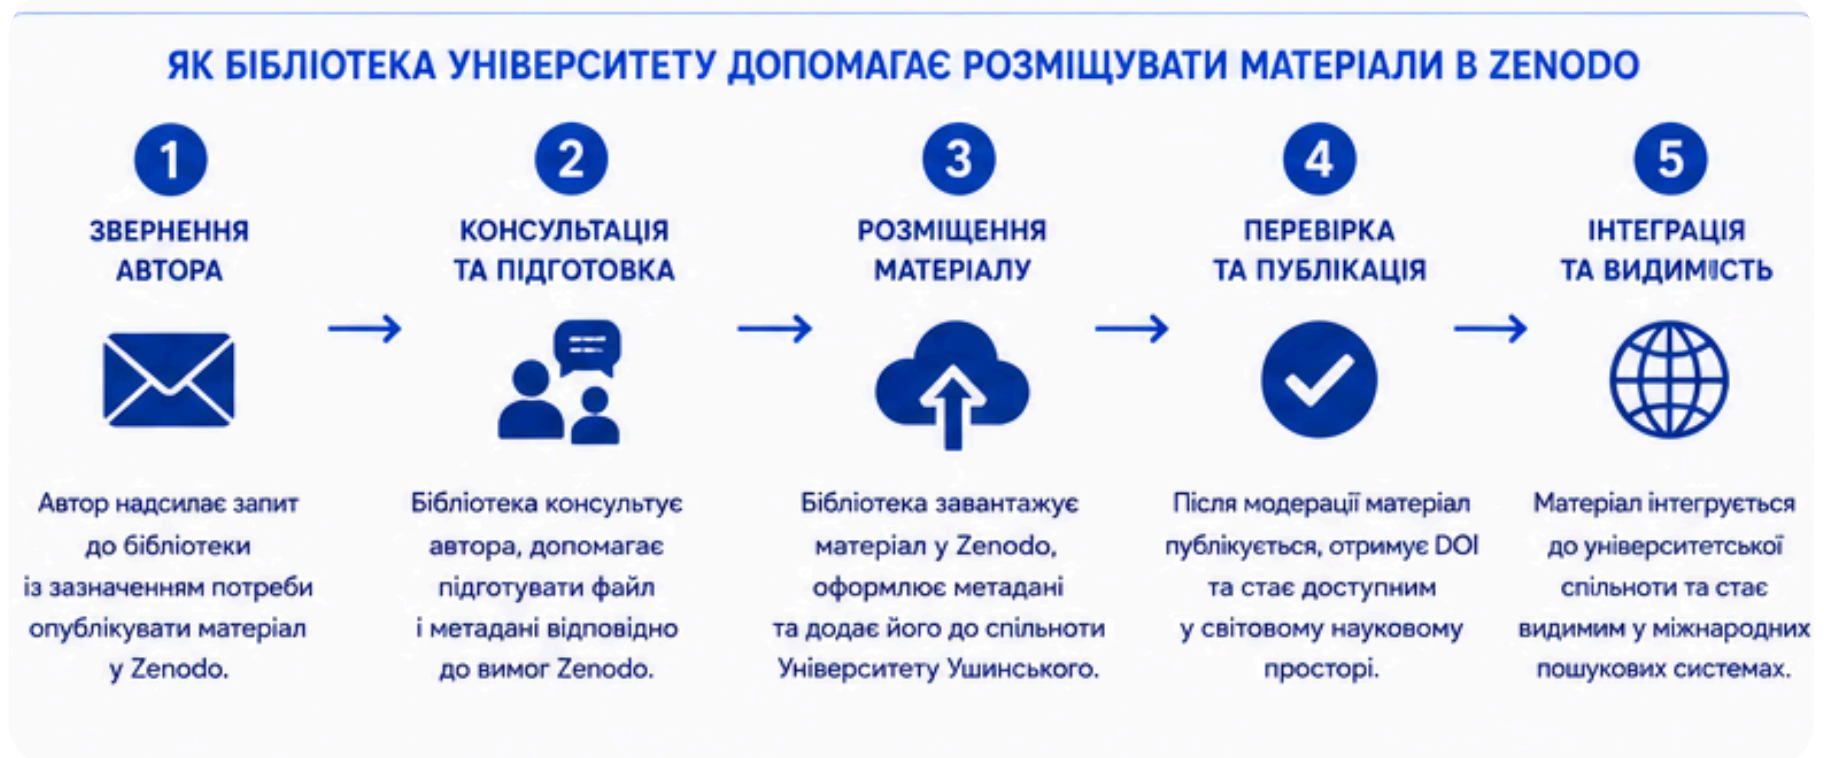 ЯК БІБЛІОТЕКА УНІВЕРСИТЕТУ ДОПОМАГАЄ РОЗМІЩУВАТИ МАТЕРІАЛИ В ZENODO
1
ЗВЕРНЕННЯ
АВТОРА
Автор надсилає запит
до бібліотеки
із зазначенням потреби
опублікувати матеріал
у Zenodo.
2
КОНСУЛЬТАЦІЯ
ТА ПІДГОТОВКА
Бібліотека консультує
автора, допомагає
підготувати файл
і метадані відповідно
до вимог Zenodo.
3
РОЗМІЩЕННЯ
МАТЕРІАЛУ
Бібліотека завантажує
матеріал у Zenodo,
оформлює метадані
та додає його до спільноти
Університету Ушинського.
4
ПЕРЕВІРКА
ТА ПУБЛІКАЦІЯ
Після модерації матеріал
публікується, отримує DOI
та стає доступним
у світовому науковому
просторі.
5
ІНТЕГРАЦІЯ
ТА ВИДИМІСТЬ
Матеріал інтегрується
до університетської
спільноти та стає
видимим у міжнародних
пошукових системах.